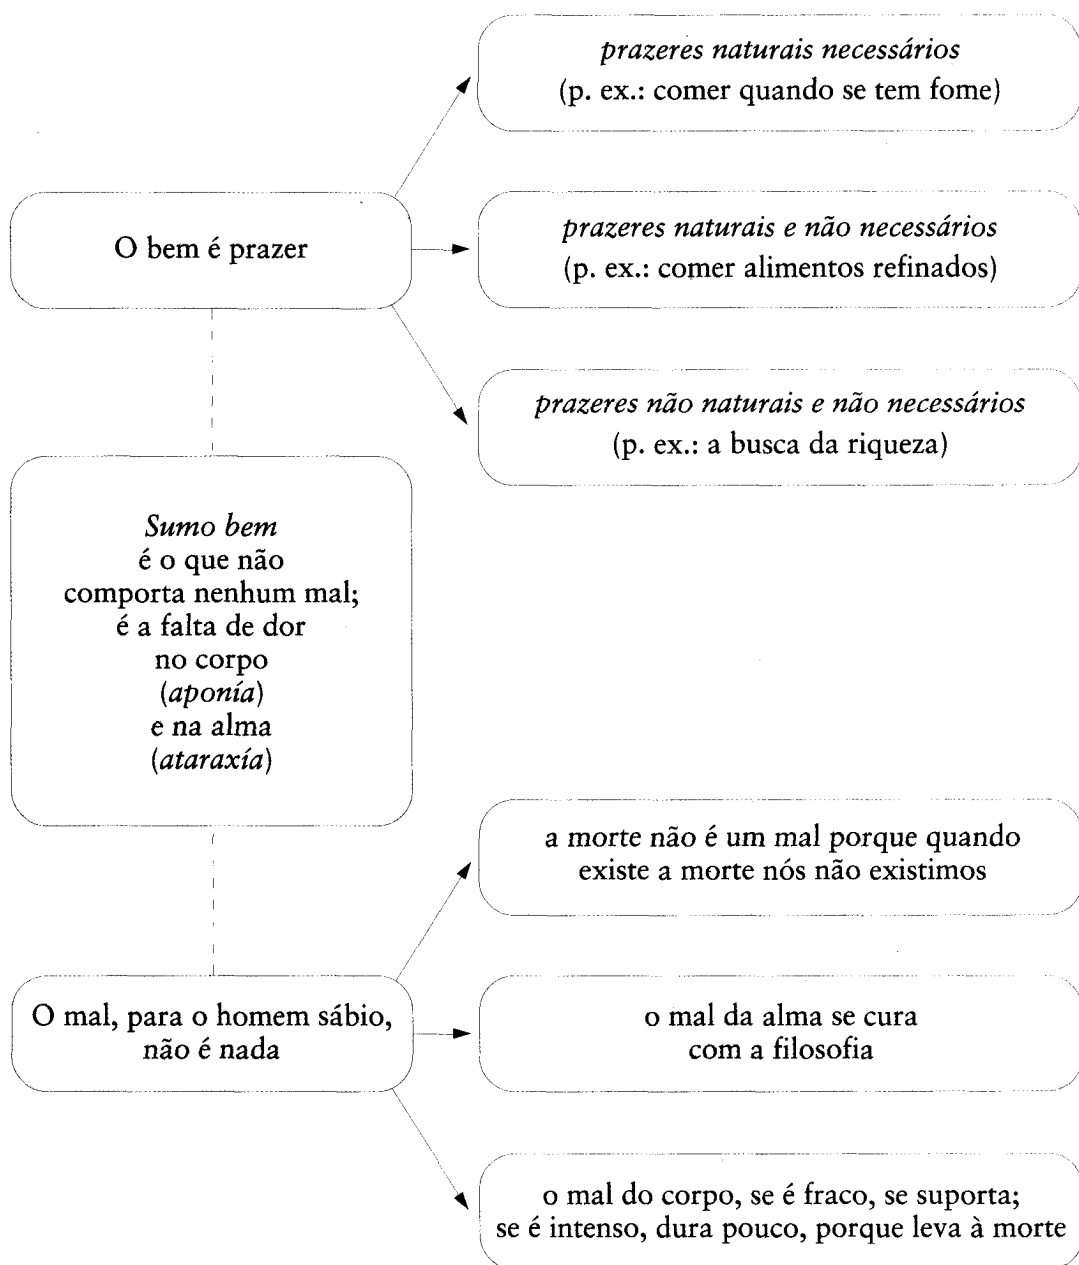 prazeres naturais necessários
(p. ex.: comer quando se tem fome)
O bem é prazer
prazeres naturais e não necessários
(p. ex.: comer alimentos refinados)
prazeres não naturais e não necessários
(p. ex.: a busca da riqueza)
Sumo bem
é o que não
comporta nenhum mal;
é a falta de dor
no corpo
(aponía)
e na alma
(ataraxía)
a morte não é um mal porque quando
existe a morte nós não existimos
O mal, para o homem sábio,
não é nada
o mal da alma se cura
com a filosofia
o mal do corpo, se é fraco, se suporta;
se é intenso, dura pouco, porque leva à morte